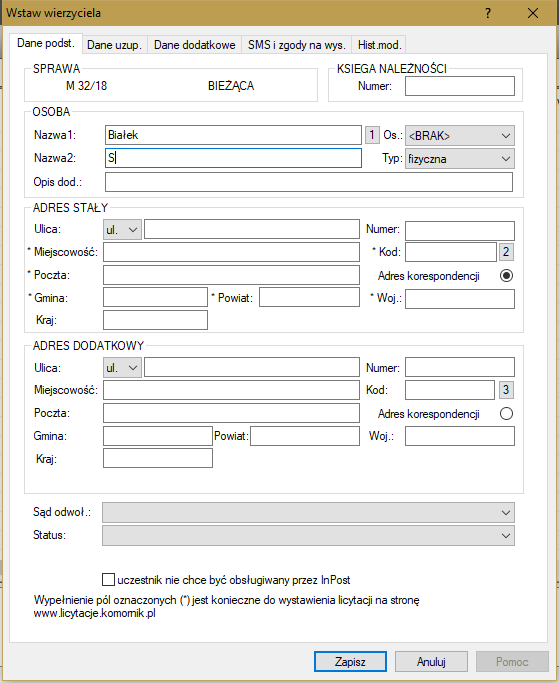 Wstaw wierzyciela ?
Dane podst. Dane uzup. Dane dodatkowe SMS i zgody na wys. Hist.mod.
SPRAWA KSIĘGA NALEŻNOŚCI
M 32/18 BIEŻĄCA Numer:
OSOBA
Nazwa1: Białek 1 Os.: <BRAK>
Nazwa2: S Typ: fizyczna
Opis dod.:
ADRES STAŁY
Ulica: ul. Numer:
* Miejscowość: * Kod: 2
* Poczta: Adres korespondencji
* Gmina: * Powiat: * Woj.:
Kraj:
ADRES DODATKOWY
Ulica: ul. Numer:
Miejscowość: Kod: 3
Poczta: Adres korespondencji
Gmina: Powiat: Woj.:
Kraj:
Sąd odwoł.:
Status:
uczestnik nie chce być obsługiwany przez InPost
Wypełnienie pól oznaczonych (*) jest konieczne do wystawienia licytacji na stronę
www.licytacje.komornik.pl
Zapisz Anuluj Pomoc